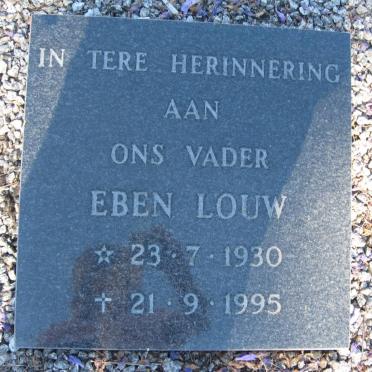 IN TERE HERINNERING
AAN
ONS VADER
EBEN LOUW
☆ 23 · 7 · 1930
✝ 21 · 9 · 1995